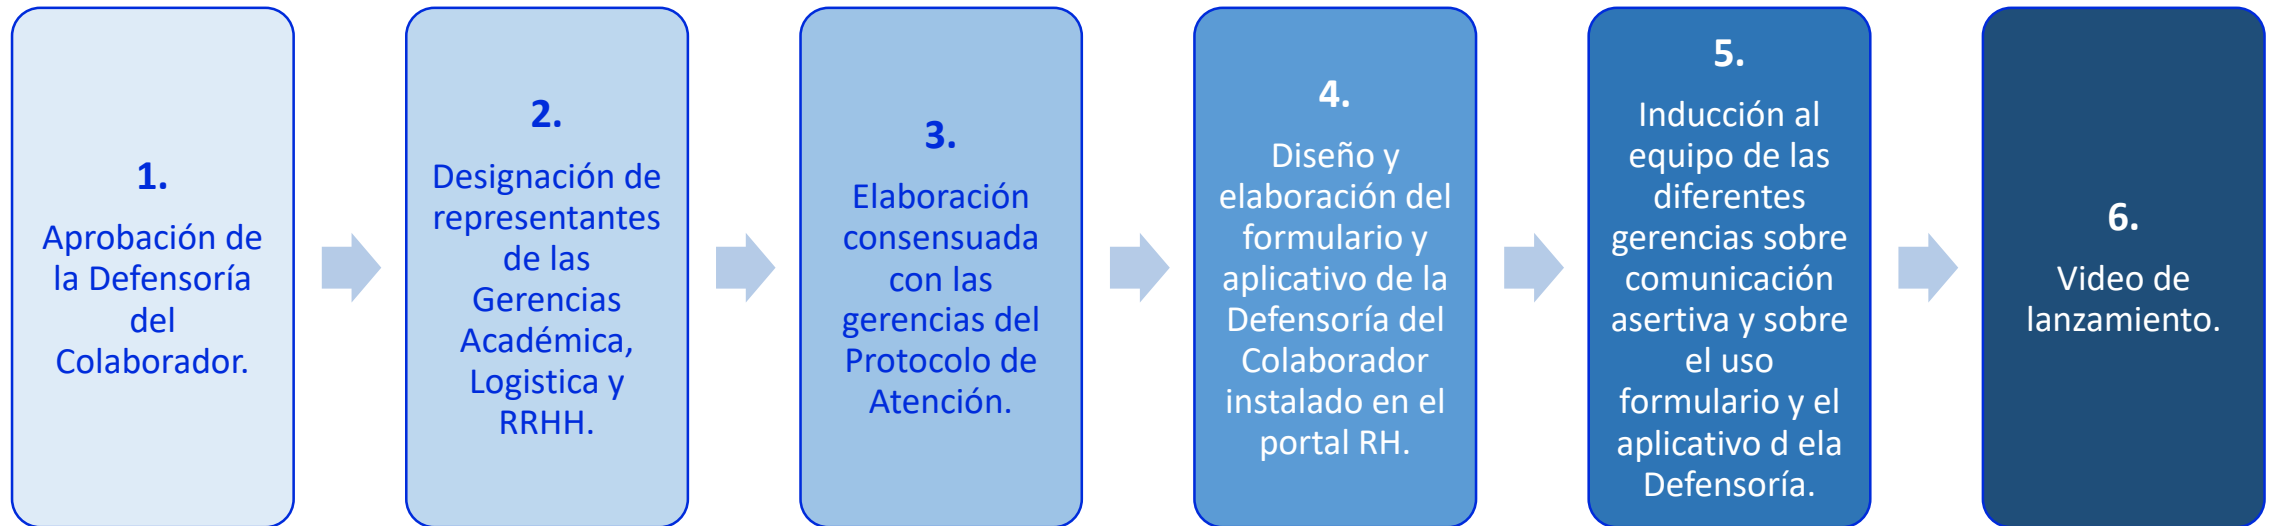 1.
Aprobación de
la Defensoría
del
Colaborador.
2.
Designación de
representantes
de las
Gerencias
Académica,
Logistica y
RRHH.
3.
Elaboración
consensuada
con las
gerencias del
Protocolo de
Atención.
4.
Diseño y
elaboración del
formulario y
aplicativo de la
Defensoría del
Colaborador
instalado en el
portal RH.
5.
Inducción al
equipo de las
diferentes
gerencias sobre
comunicación
asertiva y sobre
el uso
formulario y el
aplicativo d ela
Defensoría.
6.
Video de
lanzamiento.